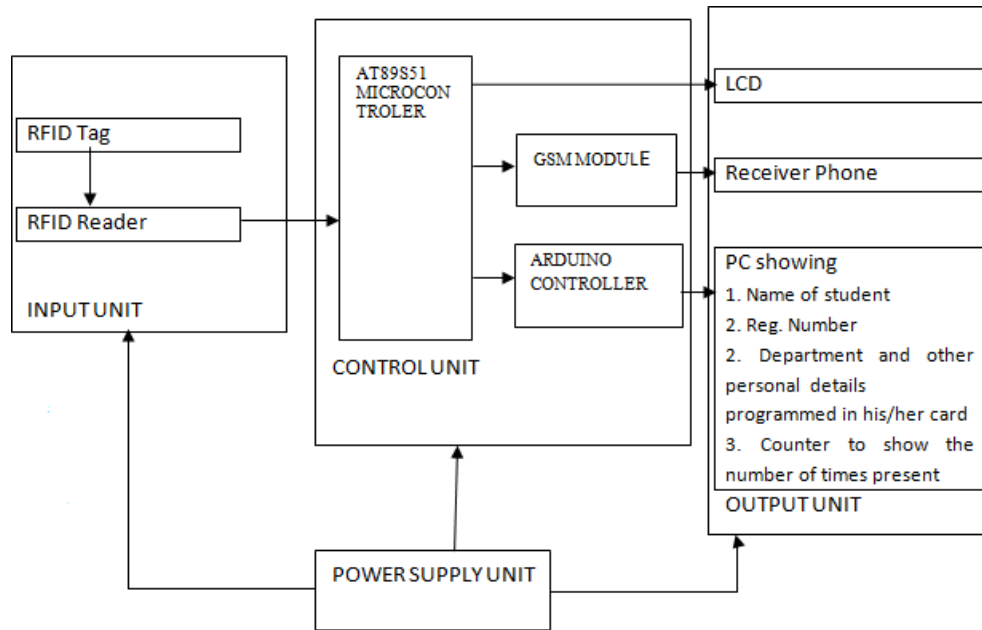 RFID Tag
RFID Reader
INPUT UNIT
AT89S51
MICROCON
TROLER
GSM MODULE
ARDUINO
CONTROLLER
CONTROL UNIT
LCD
Receiver Phone
PC showing
1. Name of student
2. Reg. Number
2. Department and other
personal details
programmed in his/her card
3. Counter to show the
number of times present
OUTPUT UNIT
POWER SUPPLY UNIT